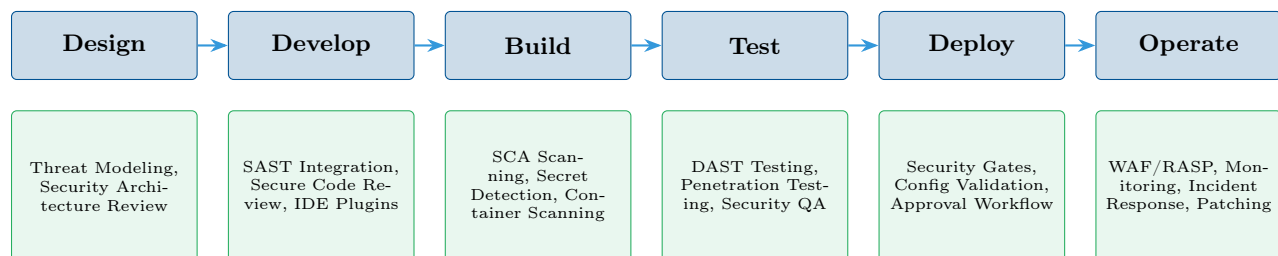 Design
Develop
Build
Test
Deploy
Operate
Threat Modeling,
Security Archi-
tecture Review
SAST Integration,
Secure Code Re-
view, IDE Plugins
SCA Scan-
ning, Secret
Detection, Con-
tainer Scanning
DAST Testing,
Penetration Test-
ing, Security QA
Security Gates,
Config Validation,
Approval Workflow
WAF/RASP, Mon-
itoring, Incident
Response, Patching